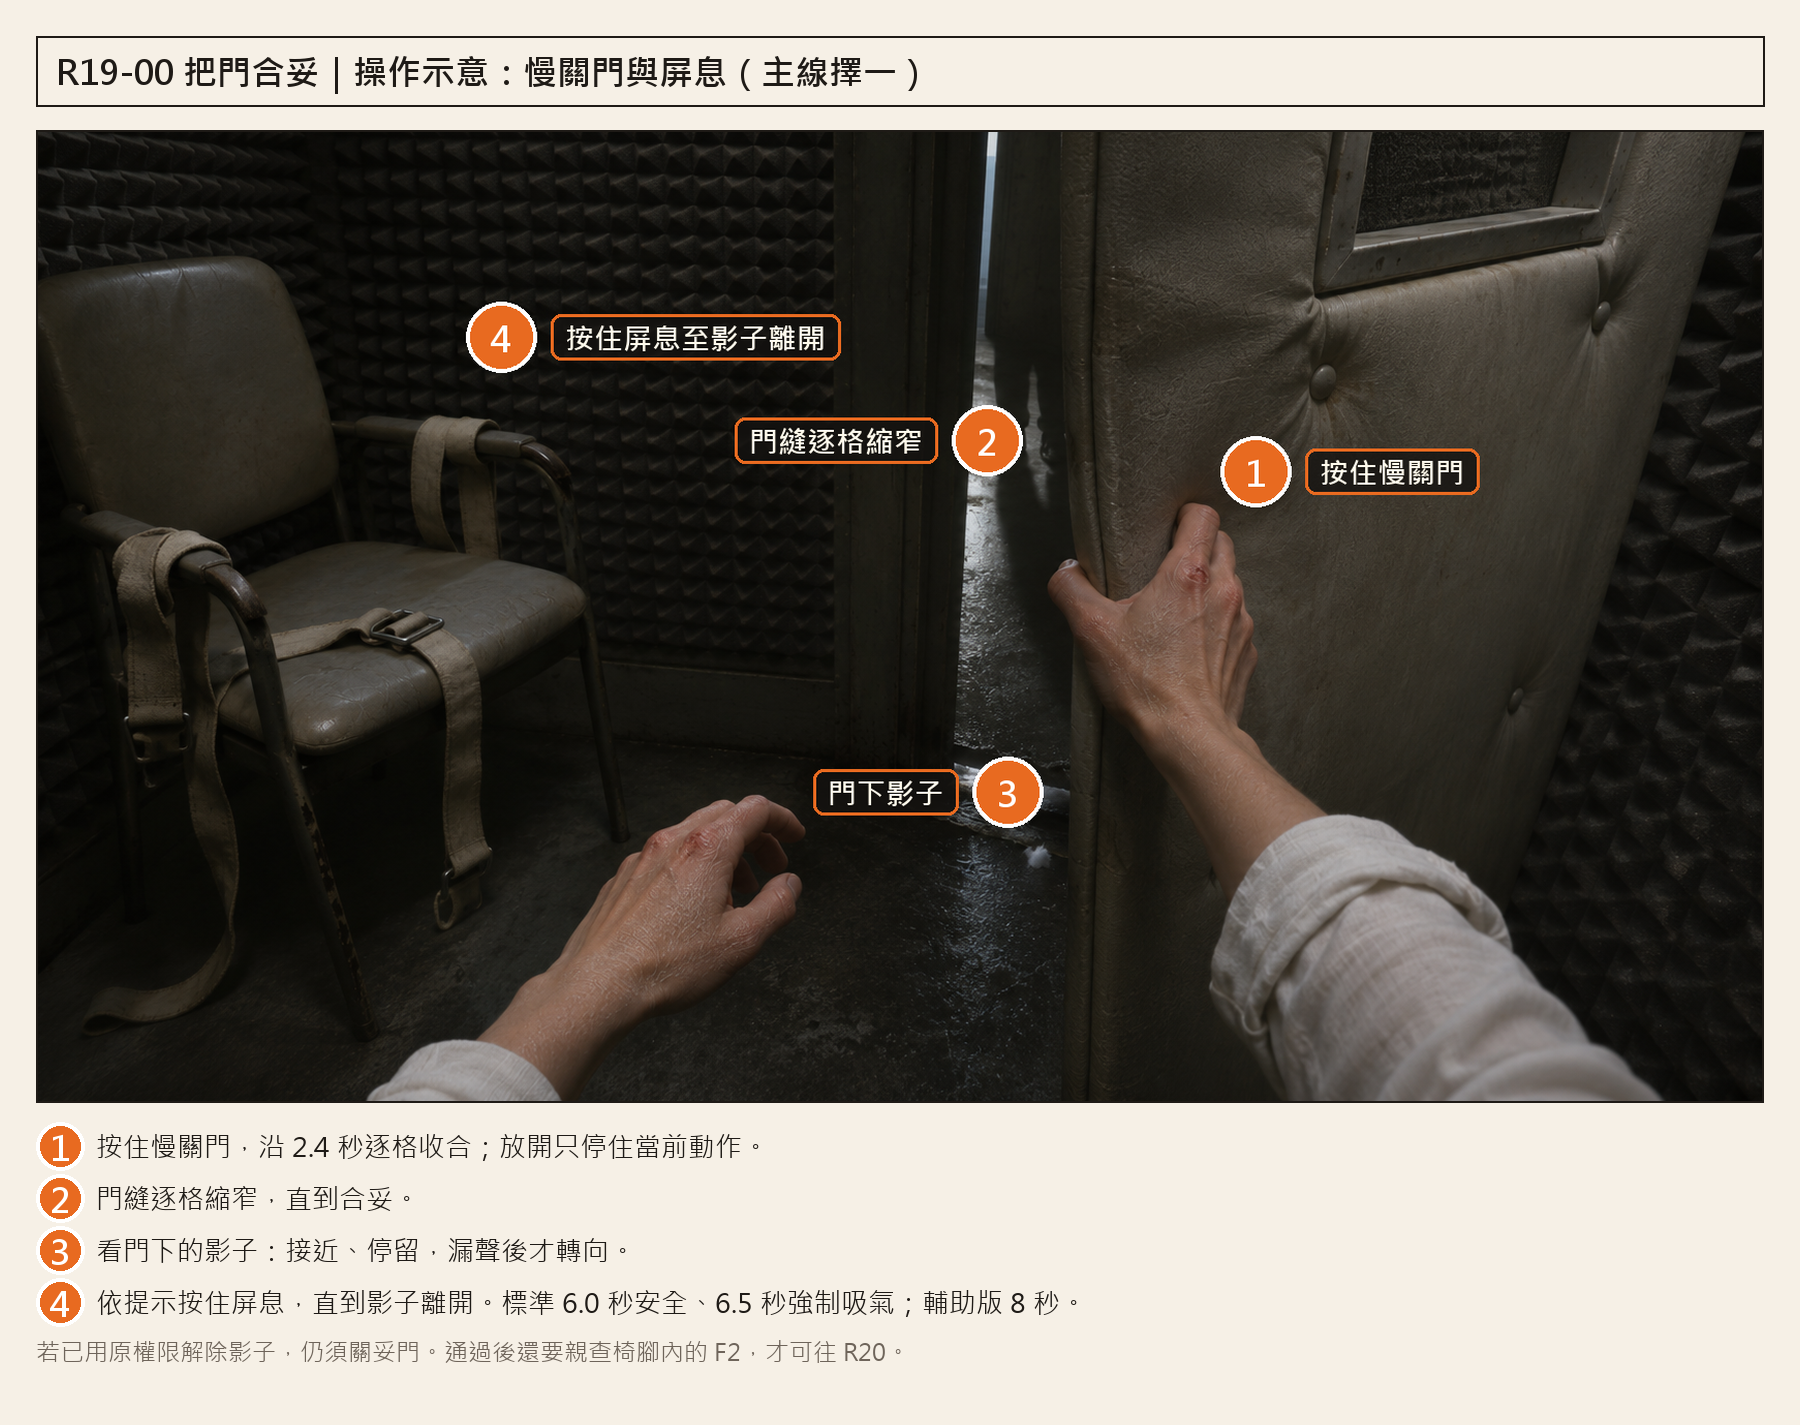 R19-00 把門合妥｜操作示意：慢關門與屏息（主線擇一）
4 按住屏息至影子離開
門縫逐格縮窄 2
1 按住慢關門
門下影子 3
1 按住慢關門，沿 2.4 秒逐格收合；放開只停住當前動作。
2 門縫逐格縮窄，直到合妥。
3 看門下的影子：接近、停留，漏聲後才轉向。
4 依提示按住屏息，直到影子離開。標準 6.0 秒安全、6.5 秒強制吸氣；輔助版 8 秒。
若已用原權限解除影子，仍須關妥門。通過後還要親查椅腳內的 F2，才可往 R20。